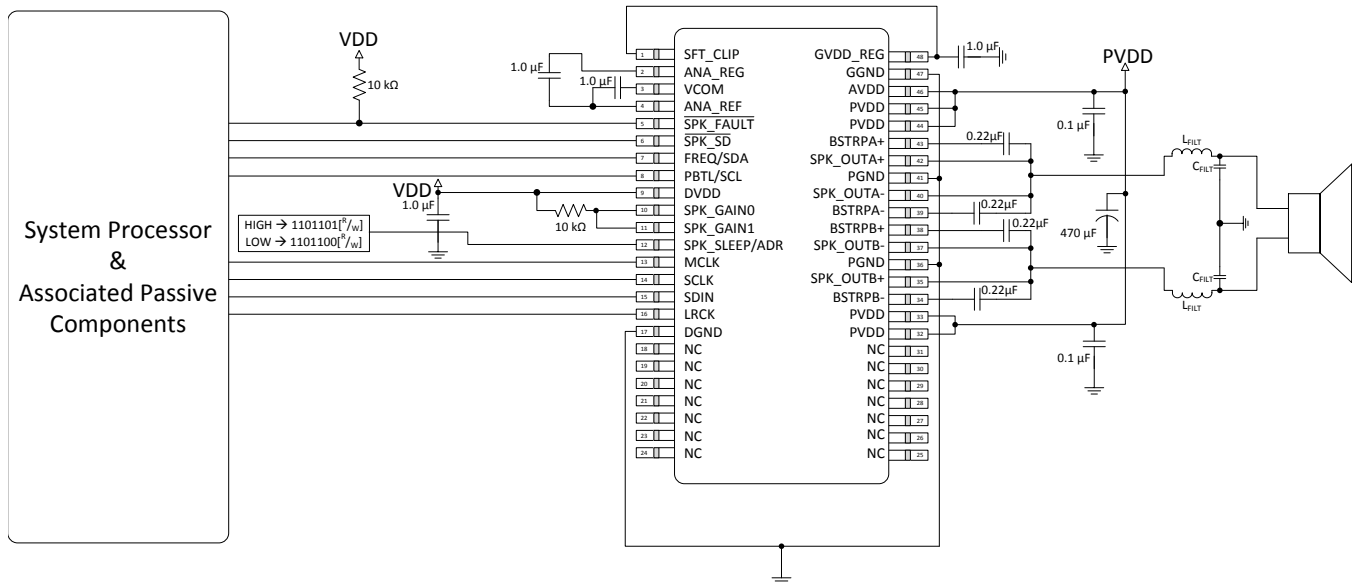 VDD
10 kΩ
1.0 µF
1.0 µF
1.0 µF
PVDD
0.1 µF
0.22µF
0.22µF
0.22µF
0.22µF
470 µF
0.1 µF
LFILT
CFILT
CFILT
LFILT
VDD
1.0 µF
10 kΩ
HIGH → 1101101[R/W]
LOW → 1101100[R/W]
System Processor
&
Associated Passive
Components
1 SFT_CLIP
2 ANA_REG
3 VCOM
4 ANA_REF
5 SPK_FAULT
6 SPK_SD
7 FREQ/SDA
8 PBTL/SCL
9 DVDD
10 SPK_GAIN0
11 SPK_GAIN1
12 SPK_SLEEP/ADR
13 MCLK
14 SCLK
15 SDIN
16 LRCK
17 DGND
18 NC
19 NC
20 NC
21 NC
22 NC
23 NC
24 NC
GVDD_REG 48
GGND 47
AVDD 46
PVDD 45
PVDD 44
BSTRPA+ 43
SPK_OUTA+ 42
PGND 41
SPK_OUTA- 40
BSTRPA- 39
BSTRPB+ 38
SPK_OUTB- 37
PGND 36
SPK_OUTB+ 35
BSTRPB- 34
PVDD 33
PVDD 32
NC 31
NC 30
NC 29
NC 28
NC 27
NC 26
NC 25